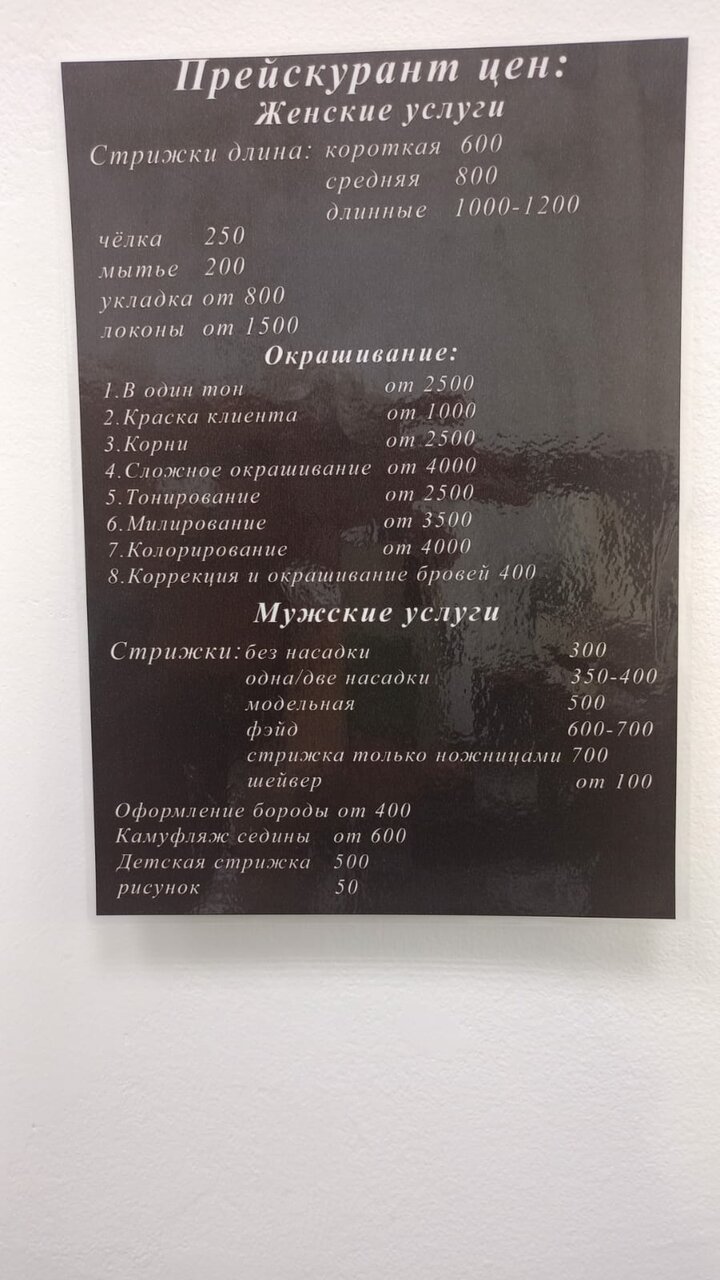 Прейскурант цен:
Женские услуги
Стрижки длина: короткая 600
средняя 800
длинные 1000-1200
чёлка 250
мытье 200
укладка от 800
локоны от 1500
Окрашивание:
1.В один тон от 2500
2.Краска клиента от 1000
3.Корни от 2500
4.Сложное окрашивание от 4000
5.Тонирование от 2500
6.Милирование от 3500
7.Колорирование от 4000
8.Коррекция и окрашивание бровей 400
Мужские услуги
Стрижки: без насадки 300
одна/две насадки 350-400
модельная 500
фэйд 600-700
стрижка только ножницами 700
шейвер от 100
Оформление бороды от 400
Камуфляж седины от 600
Детская стрижка 500
рисунок 50